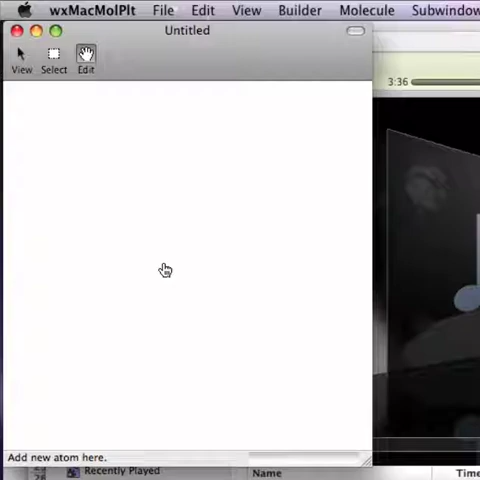 wxMacMolPlt File Edit View Builder Molecule Subwindow
Untitled
View Select Edit
3:36
Add new atom here.
Recently Played
Name
Time